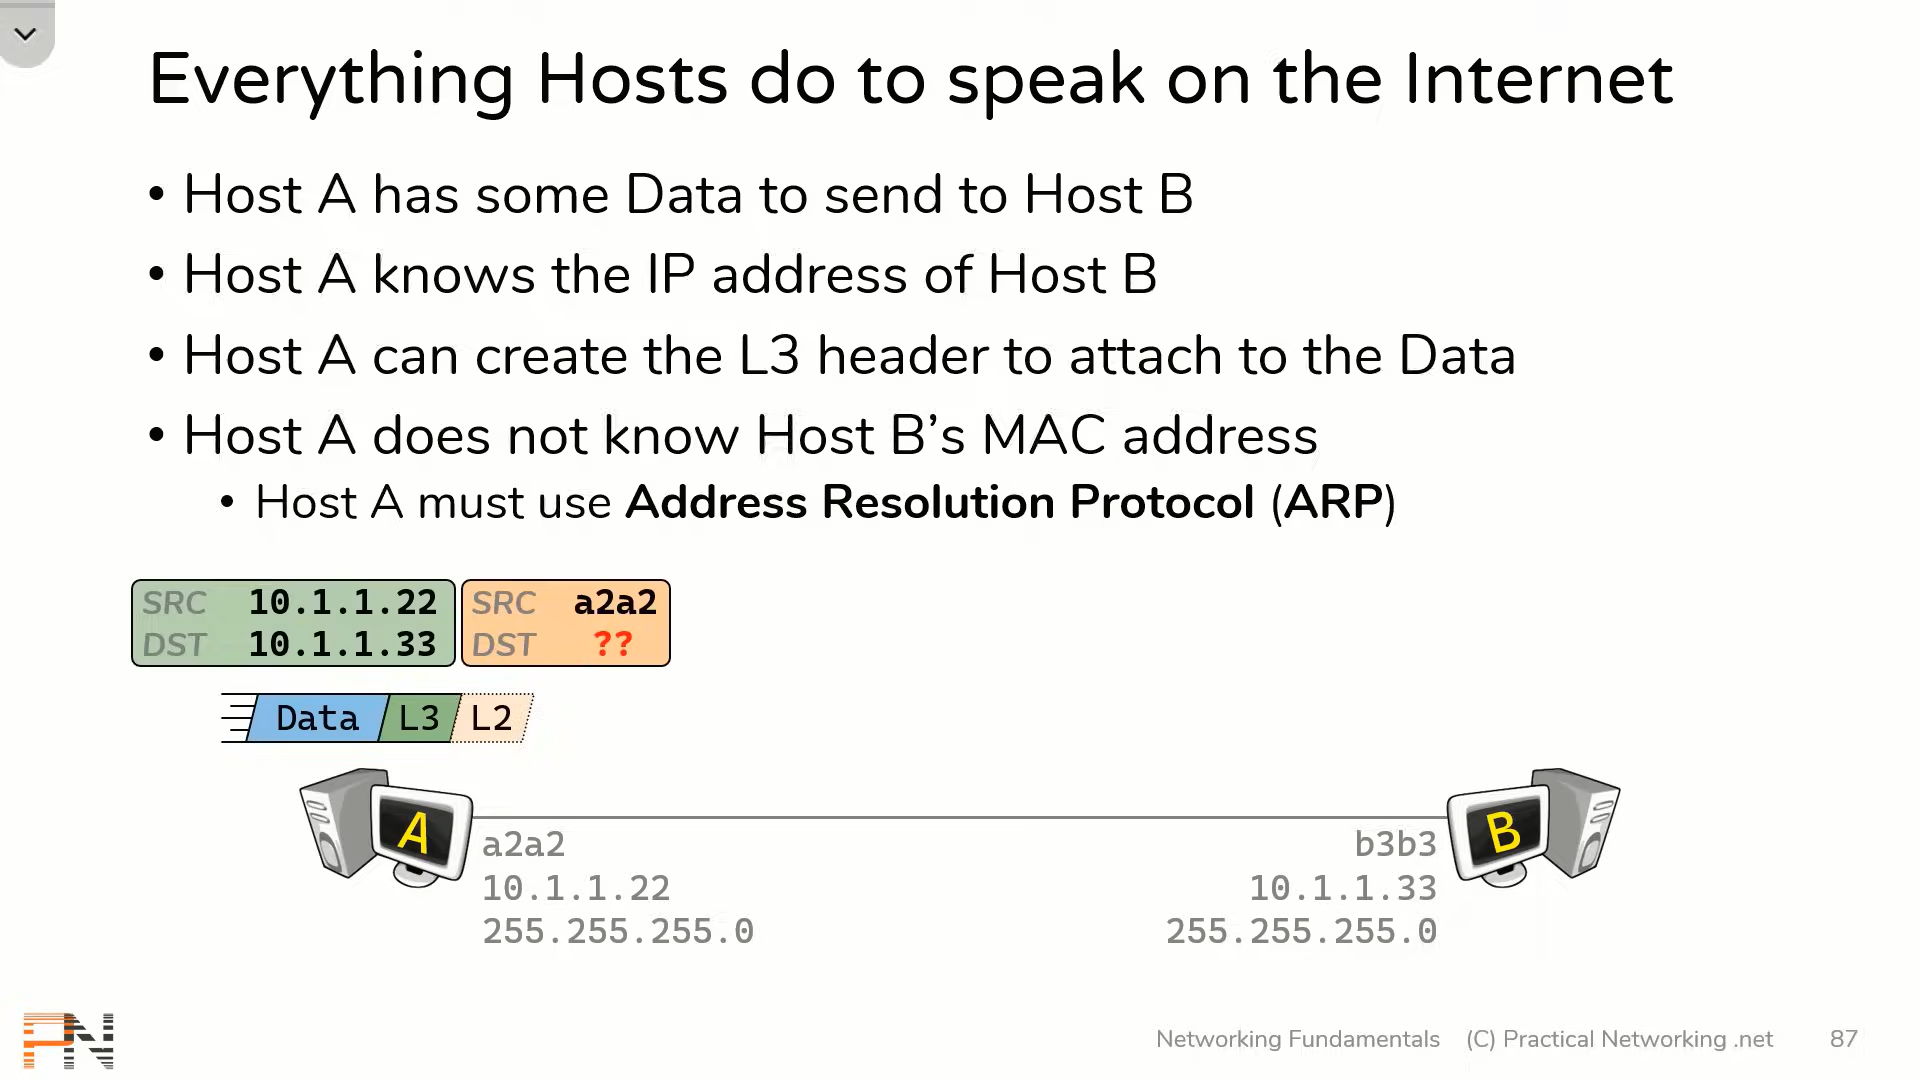 Everything Hosts do to speak on the Internet
• Host A has some Data to send to Host B
• Host A knows the IP address of Host B
• Host A can create the L3 header to attach to the Data
• Host A does not know Host B’s MAC address
• Host A must use Address Resolution Protocol (ARP)
SRC 10.1.1.22
DST 10.1.1.33
SRC a2a2
DST ??
Data L3 L2
A
a2a2
10.1.1.22
255.255.255.0
B
b3b3
10.1.1.33
255.255.255.0
PN
Networking Fundamentals (C) Practical Networking .net 87